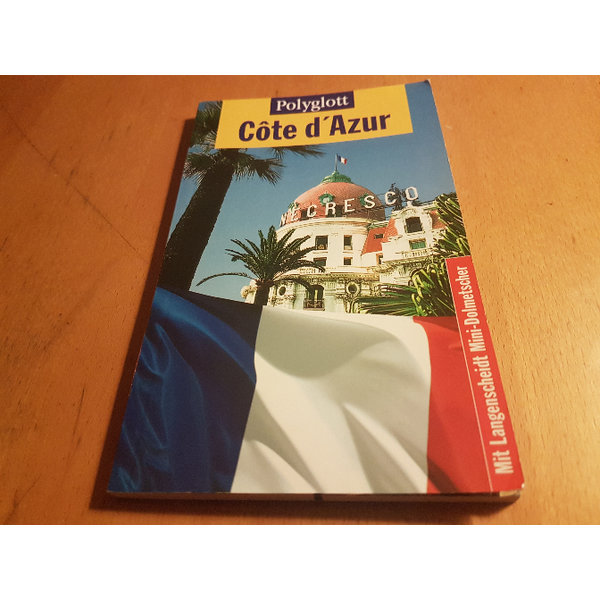 Polyglott
Côte d´Azur
NEGRESCO
Mit Langenscheidt Mini-Dolmetscher